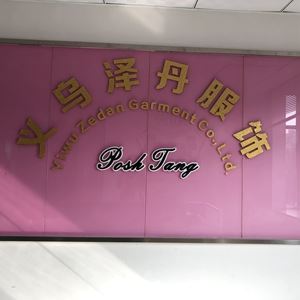 义乌泽丹服饰
Yiwu Zedan Garment Co.,Ltd
Posh Tang